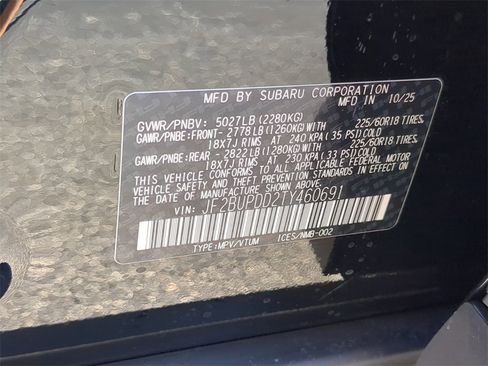 MFD BY SUBARU CORPORATION
MFD IN 10/25
GVWR/PNBV: 5027LB(2280KG)
GAWR/PNBE:FRONT- 2778LB(1260KG)WITH 225/60R18 TIRES,
18X7J RIMS AT 240 KPA(35 PSI)COLD
GAWR/PNBE:REAR - 2822LB(1280KG)WITH 225/60R18 TIRES,
18X7J RIMS AT 230 KPA(33 PSI)COLD
THIS VEHICLE CONFORMS TO ALL APPLICABLE FEDERAL MOTOR
VEHICLE SAFETY AND THEFT PREVENTION STANDARDS IN EFFECT
ON THE DATE OF MANUFACTURE SHOWN ABOVE.
VIN: JF2BUPDD2TY460691
TYPE:MPV/VTUM ICES/NMB-002